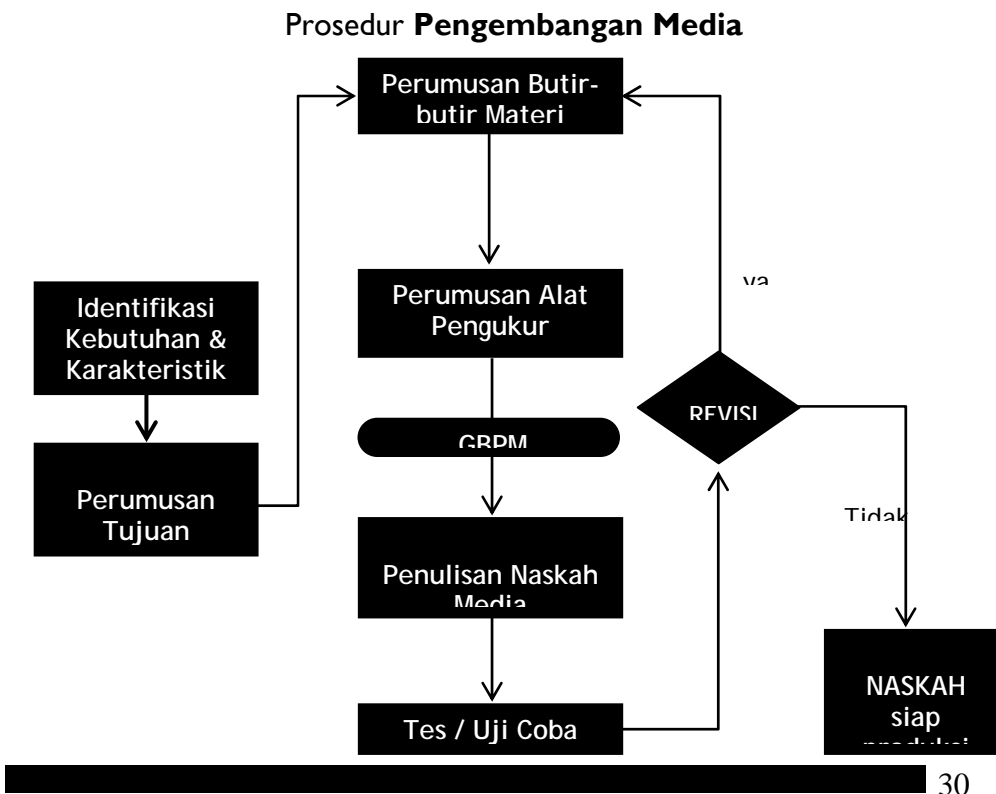 Prosedur Pengembangan Media
Perumusan Butir-
butir Materi
Identifikasi
Kebutuhan &
Karakteristik
Perumusan
Tujuan
Perumusan Alat
Pengukur
GBPM
Penulisan Naskah
Media
Tes / Uji Coba
REVISI
ya
Tidak
NASKAH
siap
produksi
30